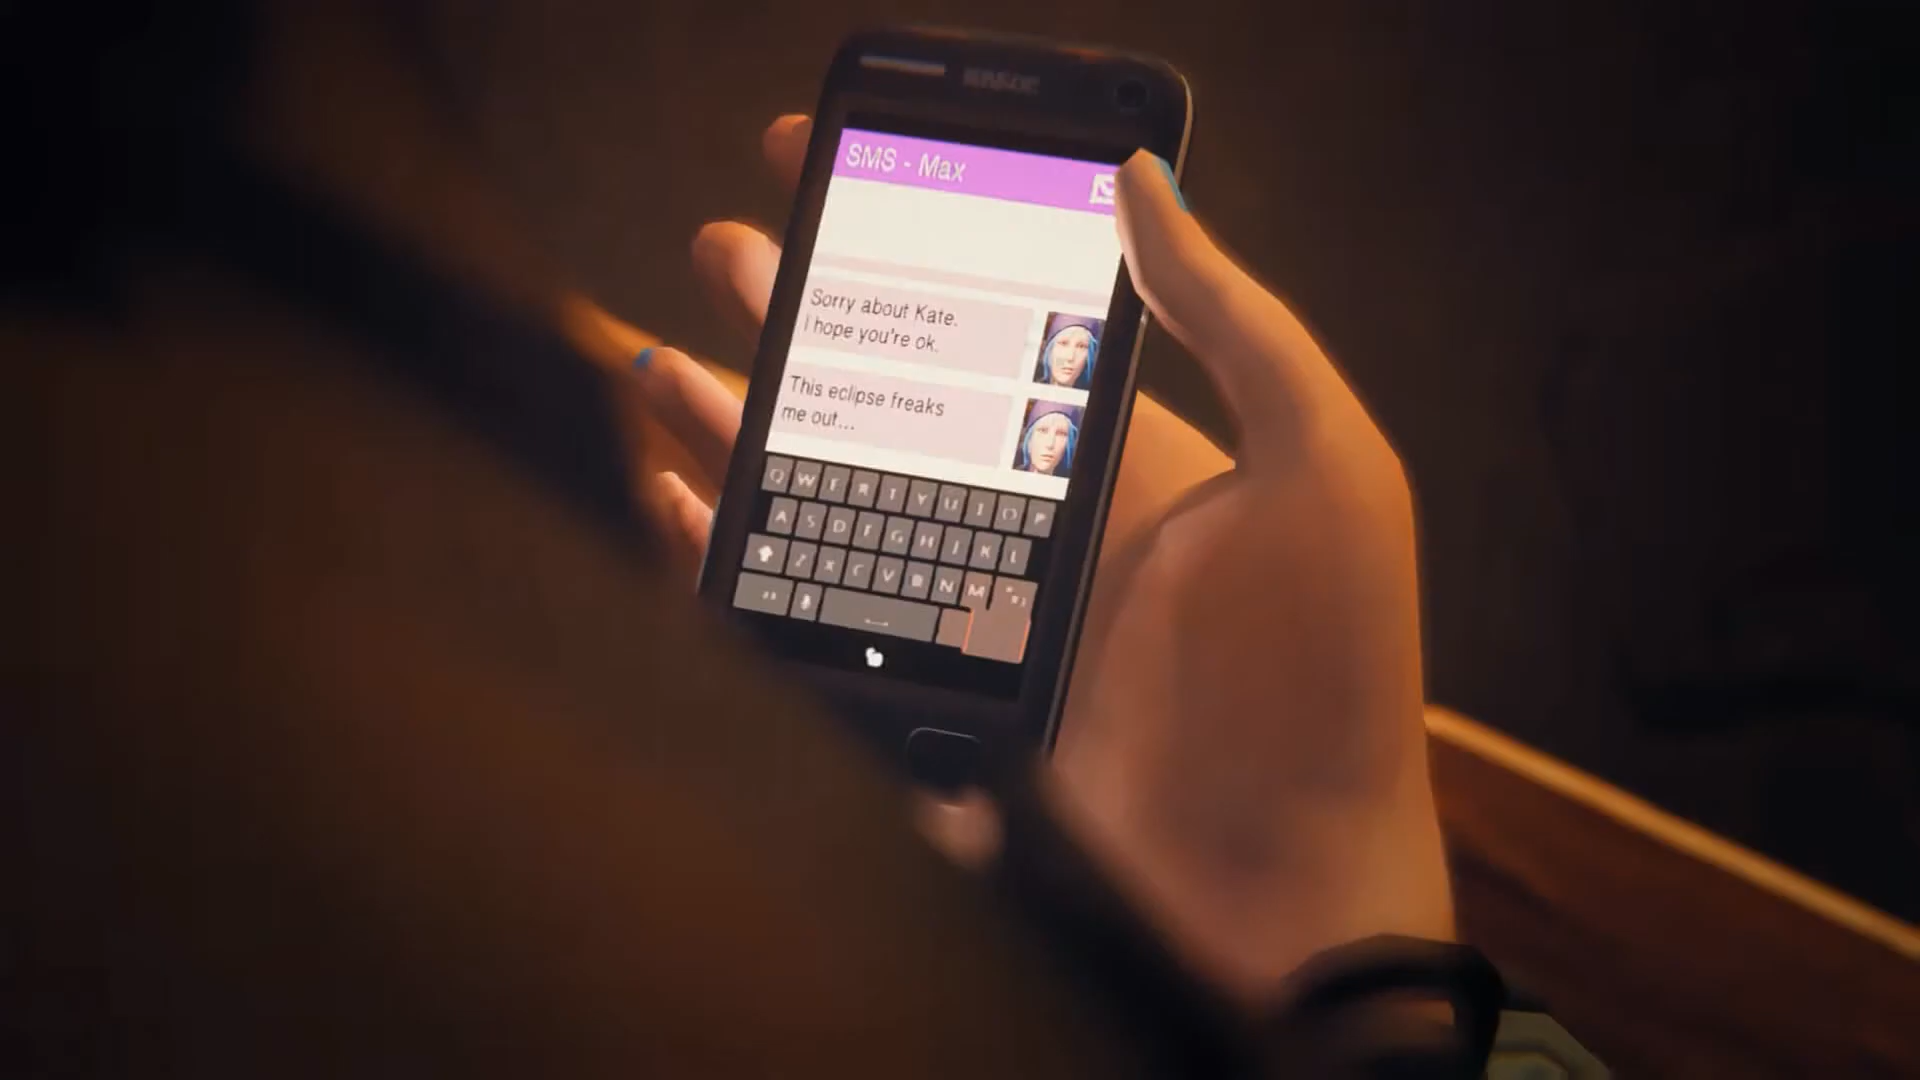 SMS - Max
Sorry about Kate.
I hope you're ok.
This eclipse freaks
me out...
Q W E R T Y U I O P
A S D F G H J K L
Z X C V B N M